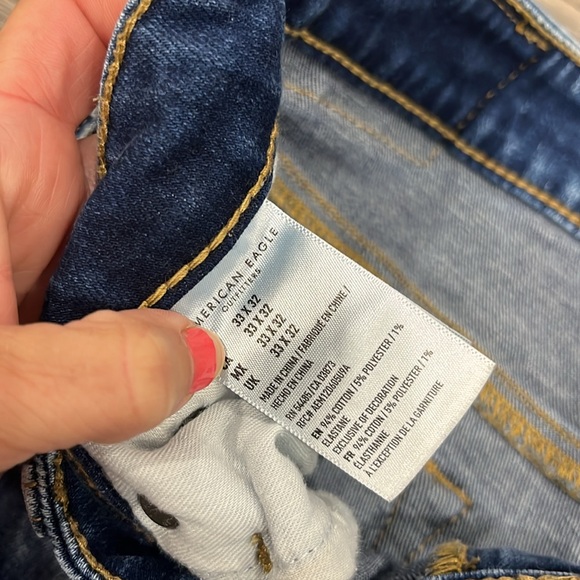 AMERICAN EAGLE
OUTFITTERS
33 X 32
33 X 32
MX 33 X 32
UK 33 X 32
MADE IN CHINA / FABRIQUÉ EN CHINE /
HECHO EN CHINA
RN 54485/CA 03873
RFC# AEM120405U9A
EN 94% COTTON / 5% POLYESTER / 1%
ELASTANE
EXCLUSIVE OF DECORATION
FR 94% COTON / 5% POLYESTER / 1%
ÉLASTHANNE
À L'EXCEPTION DE LA GARNITURE